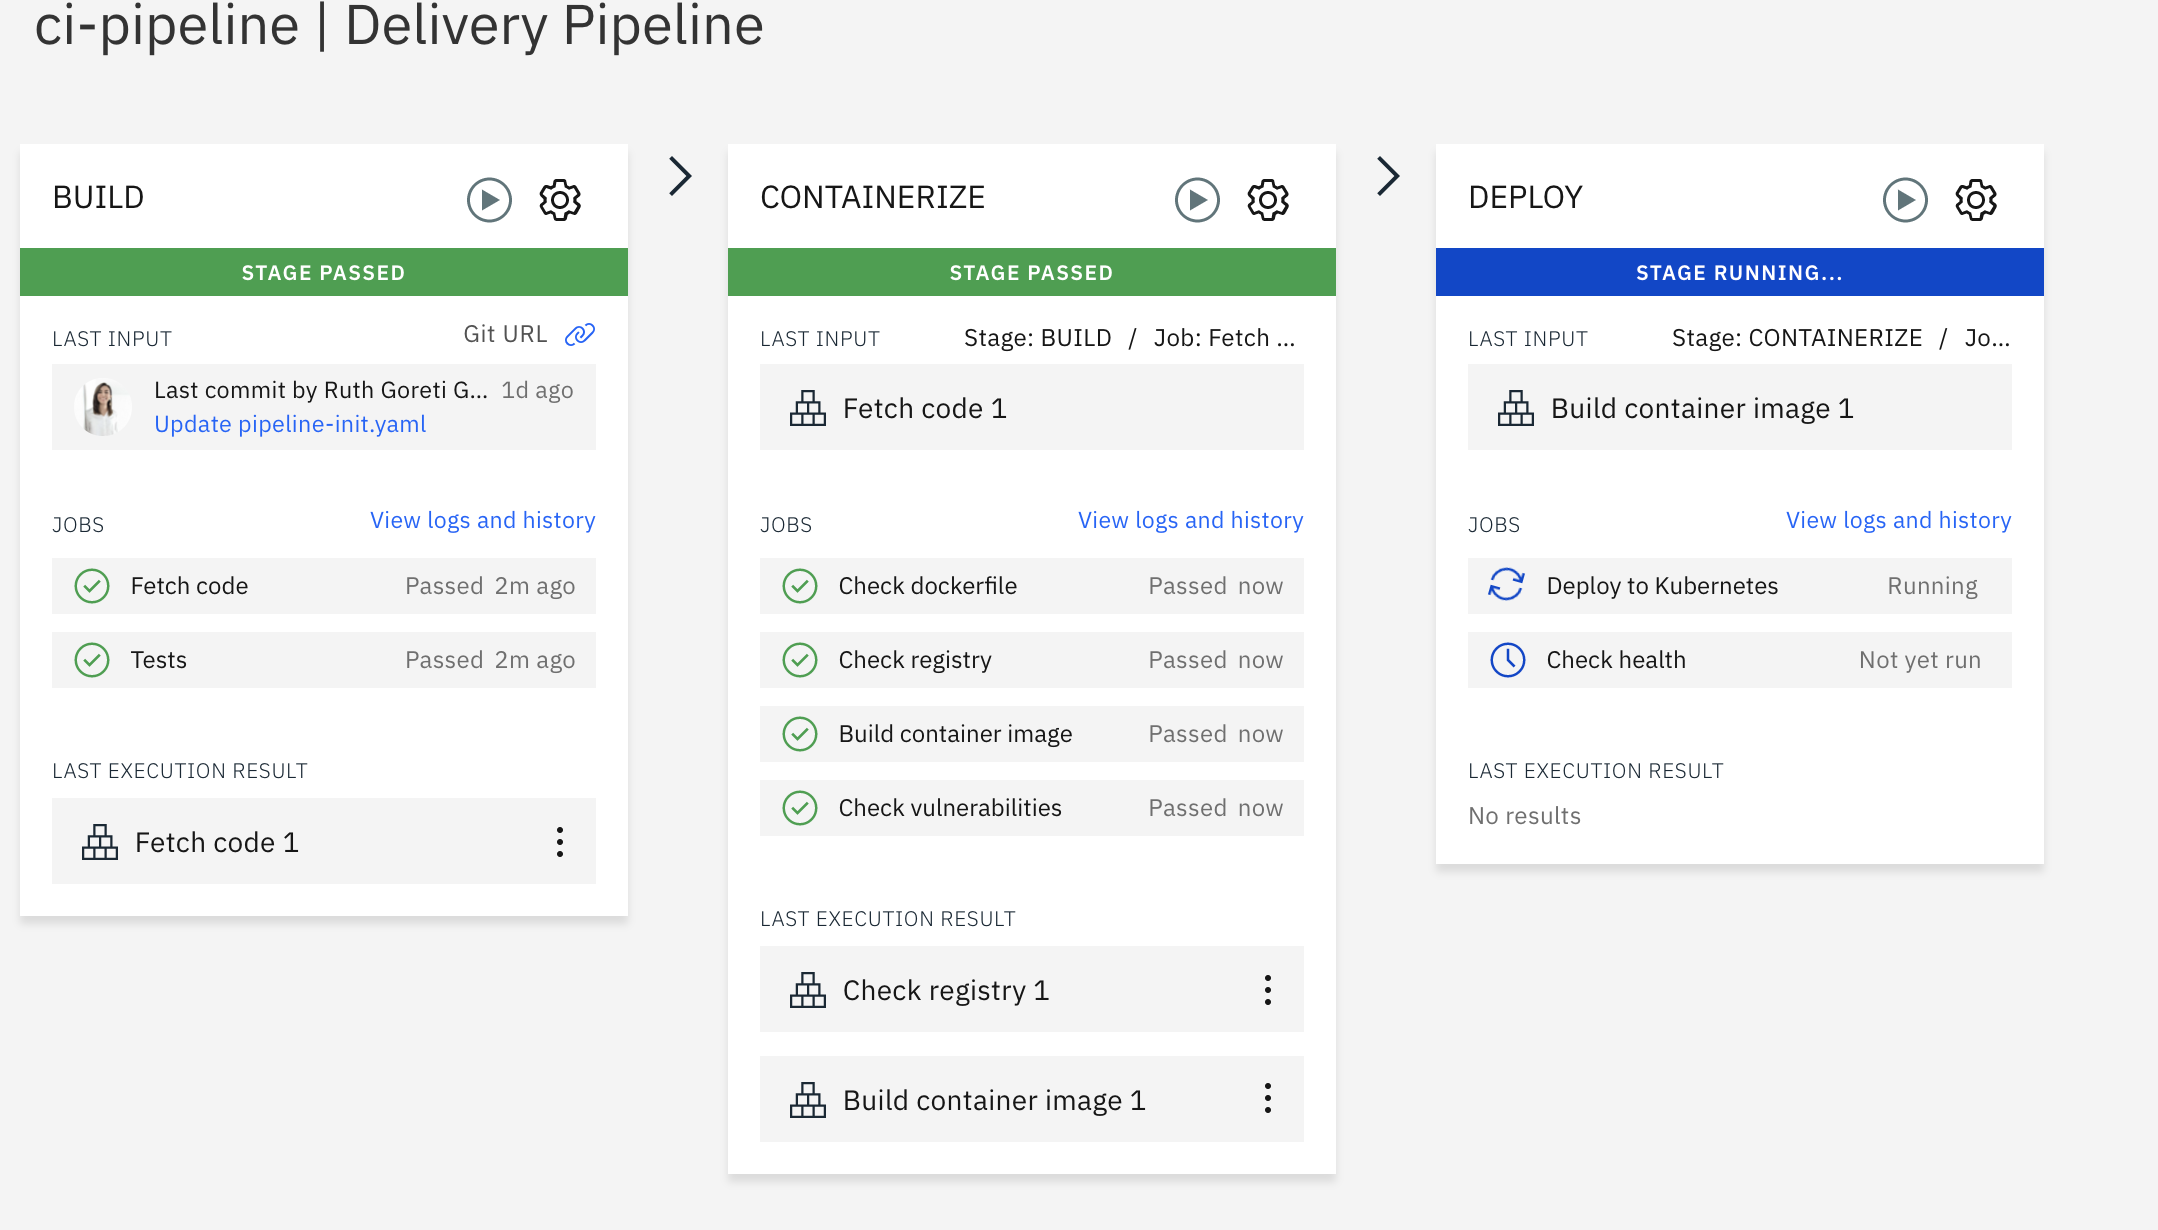 ci-pipeline | Delivery Pipeline
BUILD
STAGE PASSED
LAST INPUT
Git URL
Last commit by Ruth Goreti G... 1d ago
Update pipeline-init.yaml
JOBS
View logs and history
Fetch code Passed 2m ago
Tests Passed 2m ago
LAST EXECUTION RESULT
Fetch code 1
CONTAINERIZE
STAGE PASSED
LAST INPUT
Stage: BUILD / Job: Fetch ...
Fetch code 1
JOBS
View logs and history
Check dockerfile Passed now
Check registry Passed now
Build container image Passed now
Check vulnerabilities Passed now
LAST EXECUTION RESULT
Check registry 1
Build container image 1
DEPLOY
STAGE RUNNING...
LAST INPUT
Stage: CONTAINERIZE / Jo...
Build container image 1
JOBS
View logs and history
Deploy to Kubernetes Running
Check health Not yet run
LAST EXECUTION RESULT
No results